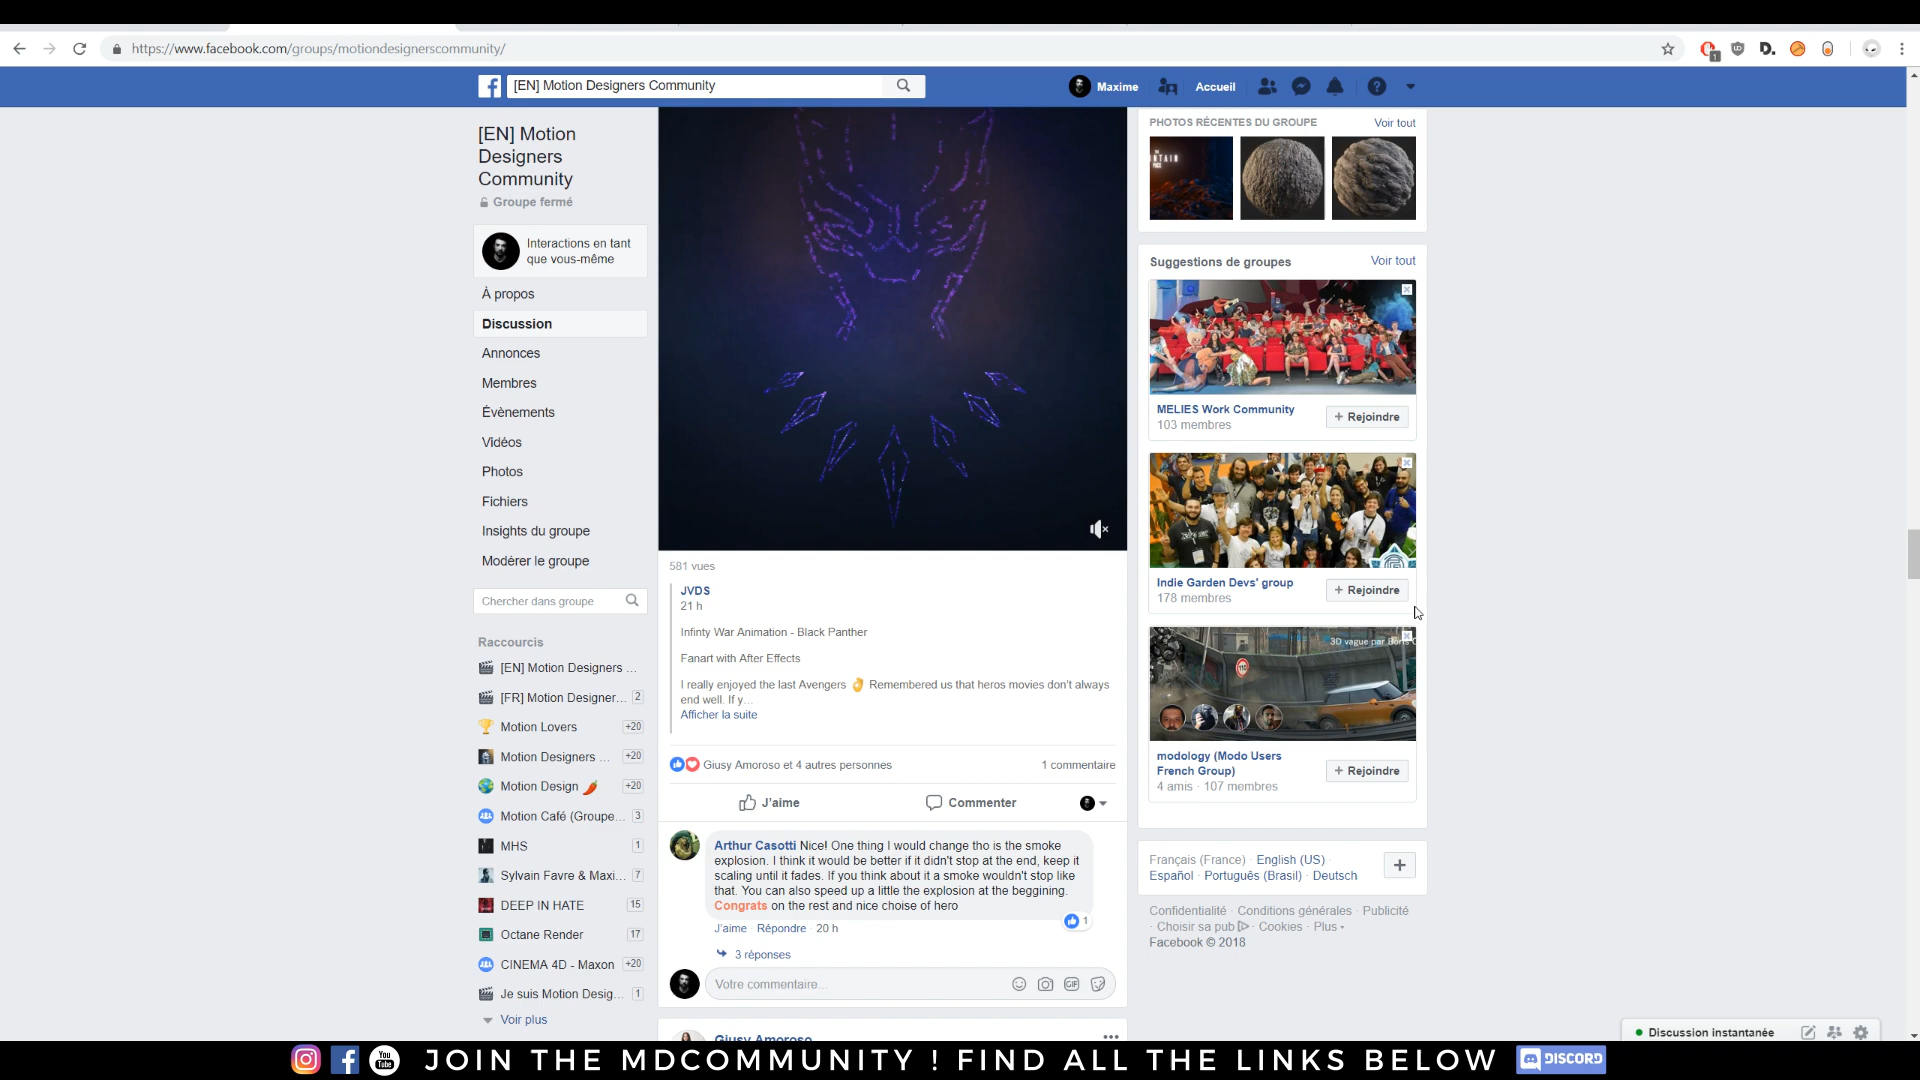 https://www.facebook.com/groups/motiondesignerscommunity/
1
D.
[EN] Motion Designers Community
Maxime
Accueil
[EN] Motion
Designers
Community
Groupe fermé
Interactions en tant
que vous-même
À propos
Discussion
Annonces
Membres
Évènements
Vidéos
Photos
Fichiers
Insights du groupe
Modérer le groupe
Chercher dans groupe
Raccourcis
[EN] Motion Designers ...
[FR] Motion Designer... 2
Motion Lovers +20
Motion Designers ... +20
Motion Design 🌶️ +20
Motion Café (Groupe... 3
MHS 1
Sylvain Favre & Maxi... 7
DEEP IN HATE 15
Octane Render 17
CINEMA 4D - Maxon +20
Je suis Motion Desig... 1
Voir plus
581 vues
JVDS
21 h
Infinty War Animation - Black Panther
Fanart with After Effects
I really enjoyed the last Avengers 👌 Remembered us that heros movies don't always
end well. If y...
Afficher la suite
Giusy Amoroso et 4 autres personnes
1 commentaire
J'aime
Commenter
Arthur Casotti Nice! One thing I would change tho is the smoke
explosion. I think it would be better if it didn't stop at the end, keep it
scaling until it fades. If you think about it a smoke wouldn't stop like
that. You can also speed up a little the explosion at the beggining.
Congrats on the rest and nice choise of hero
1
J'aime · Répondre · 20 h
3 réponses
Votre commentaire...
GIF
Giusy Amoroso
PHOTOS RÉCENTES DU GROUPE
Voir tout
Suggestions de groupes
Voir tout
MELIES Work Community
103 membres
+ Rejoindre
Indie Garden Devs' group
178 membres
+ Rejoindre
3D vague par
110
modology (Modo Users
French Group)
4 amis · 107 membres
+ Rejoindre
Français (France) · English (US) ·
Español · Português (Brasil) · Deutsch
Confidentialité · Conditions générales · Publicité
· Choisir sa pub · Cookies · Plus
Facebook © 2018
Discussion instantanée
You
Tube
JOIN THE MDCOMMUNITY ! FIND ALL THE LINKS BELOW
DISCORD